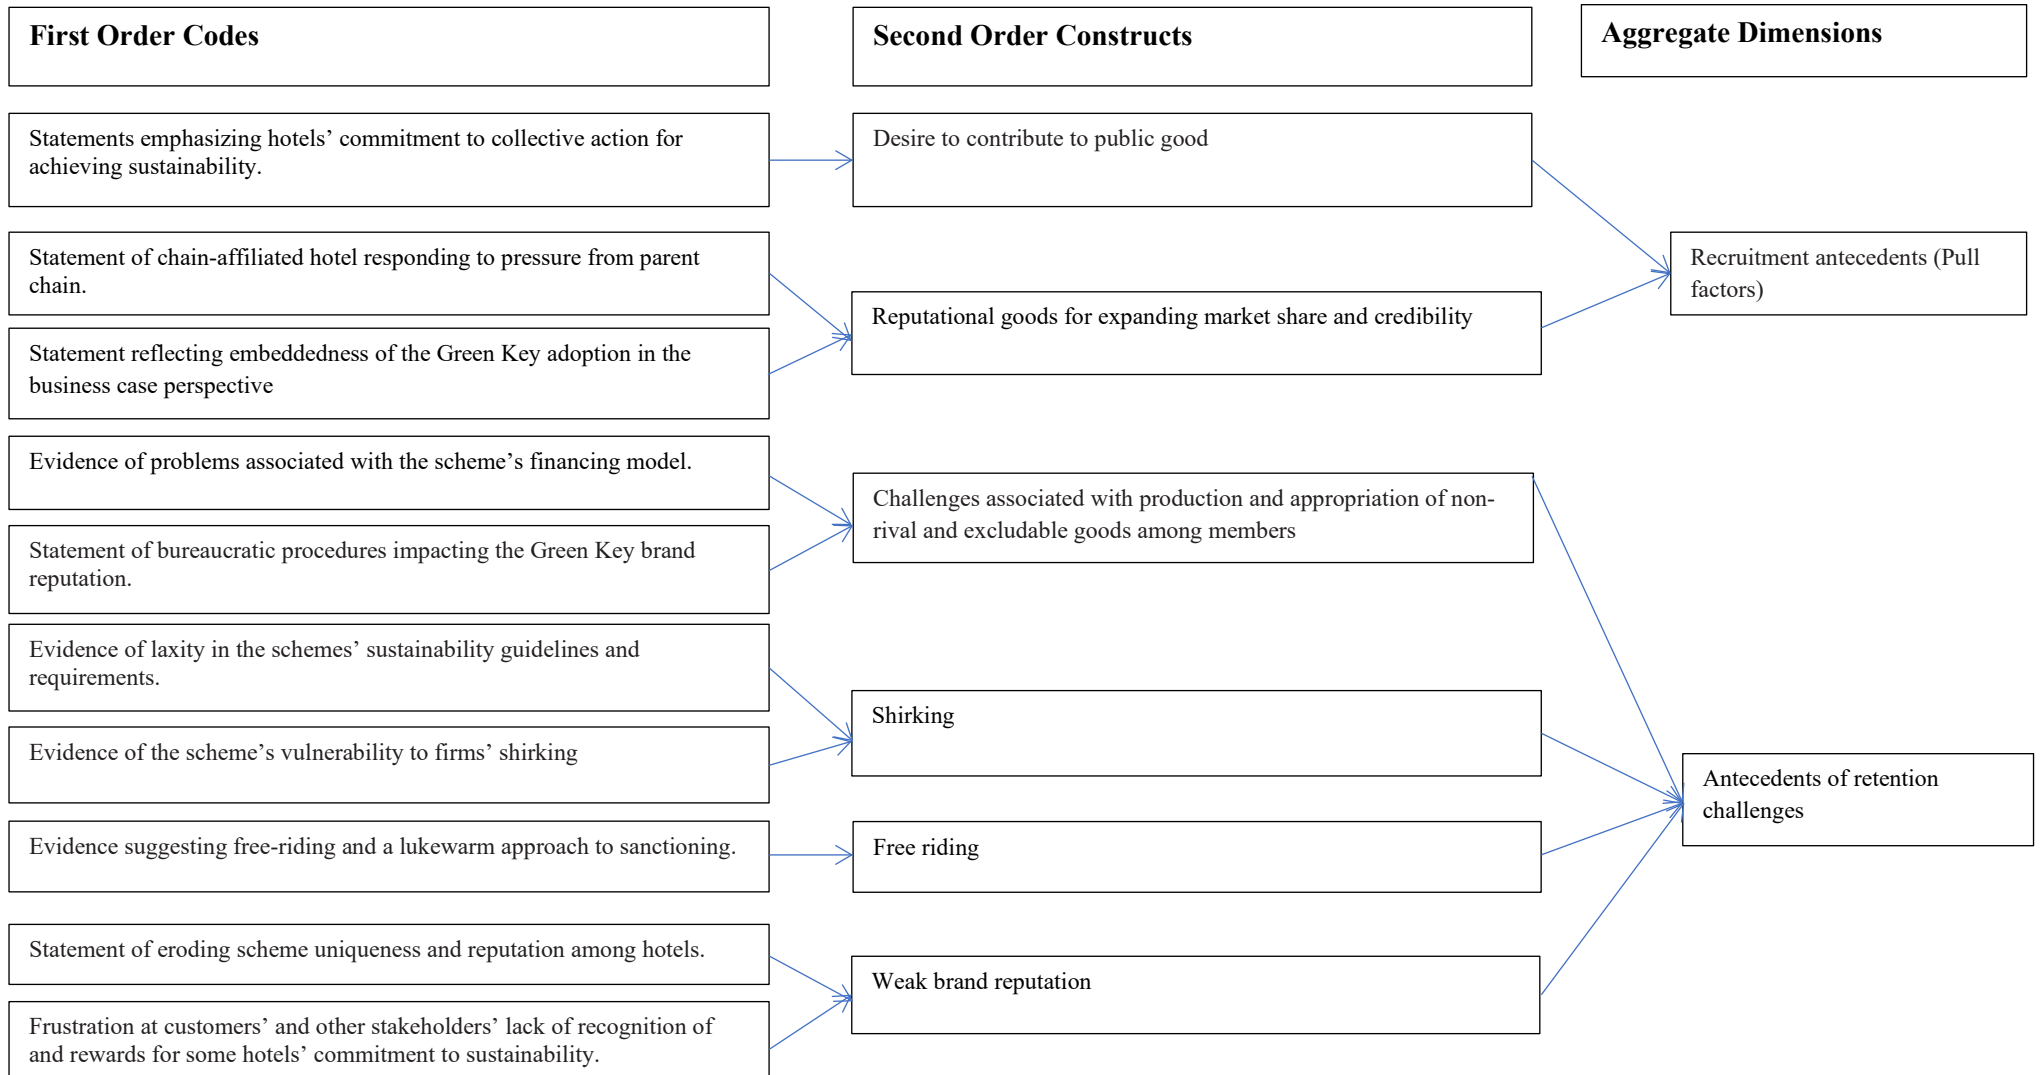 First Order Codes
Second Order Constructs
Aggregate Dimensions
Statements emphasizing hotels’ commitment to collective action for
achieving sustainability.
Desire to contribute to public good
Statement of chain-affiliated hotel responding to pressure from parent
chain.
Recruitment antecedents (Pull
factors)
Reputational goods for expanding market share and credibility
Statement reflecting embeddedness of the Green Key adoption in the
business case perspective
Evidence of problems associated with the scheme’s financing model.
Challenges associated with production and appropriation of non-
rival and excludable goods among members
Statement of bureaucratic procedures impacting the Green Key brand
reputation.
Evidence of laxity in the schemes’ sustainability guidelines and
requirements.
Shirking
Evidence of the scheme’s vulnerability to firms’ shirking
Antecedents of retention
challenges
Evidence suggesting free-riding and a lukewarm approach to sanctioning.
Free riding
Statement of eroding scheme uniqueness and reputation among hotels.
Weak brand reputation
Frustration at customers’ and other stakeholders’ lack of recognition of
and rewards for some hotels’ commitment to sustainability.